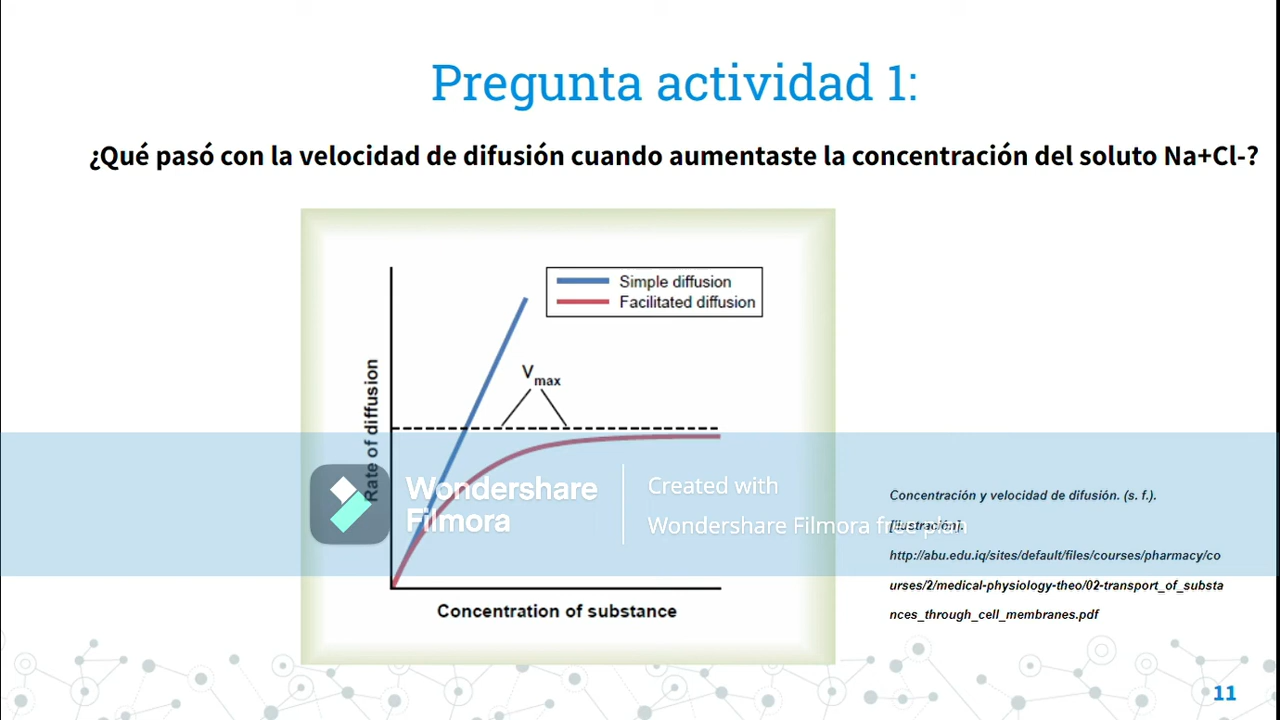 Pregunta actividad 1:
¿Qué pasó con la velocidad de difusión cuando aumentaste la concentración del soluto Na+Cl-?
Simple diffusion
Facilitated diffusion
Vmax
Rate of diffusion
Concentration of substance
Wondershare
Filmora
Created with
Wondershare Filmora free plan
Concentración y velocidad de difusión. (s. f.).
[Ilustración].
http://abu.edu.iq/sites/default/files/courses/pharmacy/co
urses/2/medical-physiology-theo/02-transport_of_substa
nces_through_cell_membranes.pdf
11